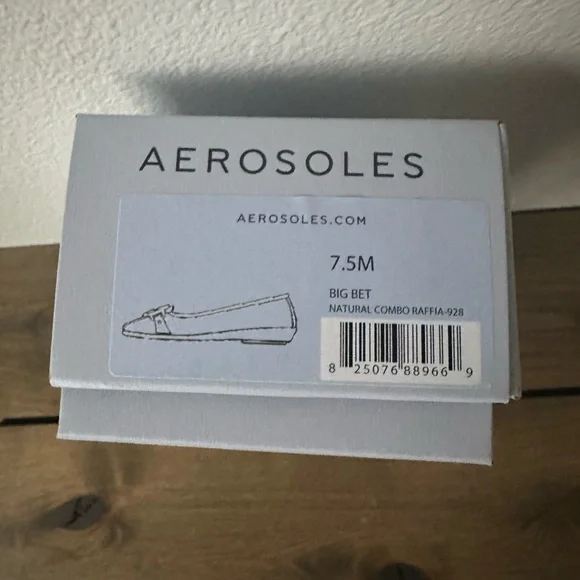 AEROSOLES
AEROSOLES.COM
7.5M
BIG BET
NATURAL COMBO RAFFIA-928
8 25076 88966 9